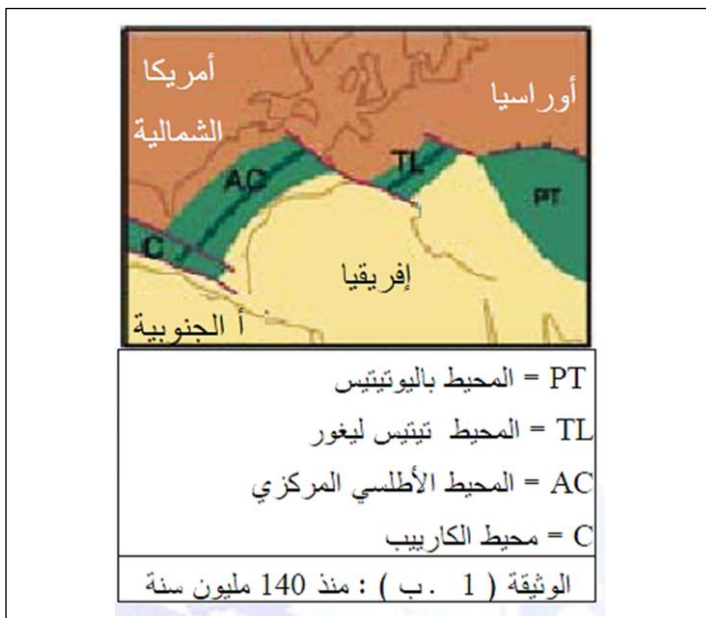 أمريكا
الشمالية
أوراسيا
AC
TL
PT
C
إفريقيا
أ الجنوبية
PT = المحيط باليوتيتيس
TL = المحيط تيتيس ليغور
AC = المحيط الأطلسي المركزي
C = محيط الكاريبب
الوثيقة ( 1 . ب ) : منذ 140 مليون سنة